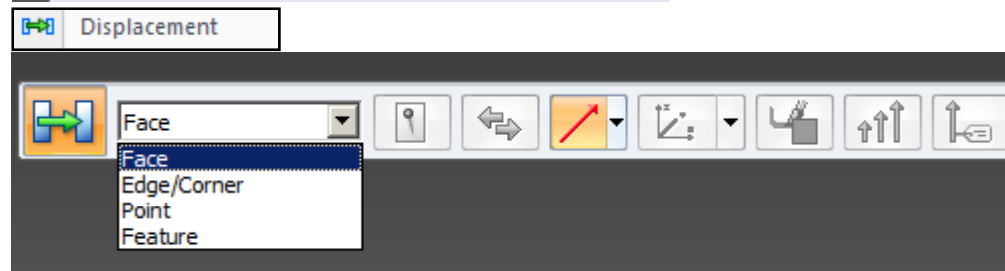 Displacement
Face
Face
Edge/Corner
Point
Feature